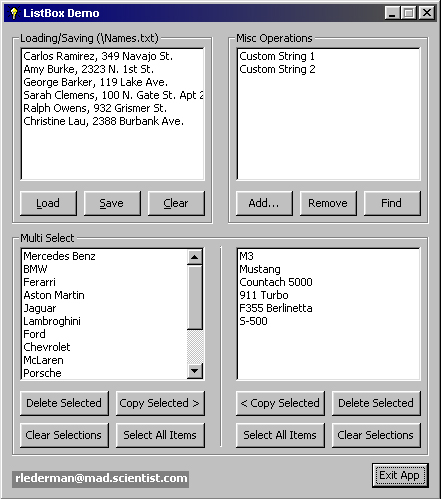 ListBox Demo
Loading/Saving (\Names.txt)
Carlos Ramirez, 349 Navajo St.
Amy Burke, 2323 N. 1st St.
George Barker, 119 Lake Ave.
Sarah Clemens, 100 N. Gate St. Apt 2
Ralph Owens, 932 Grismer St.
Christine Lau, 2388 Burbank Ave.
Load Save Clear
Misc Operations
Custom String 1
Custom String 2
Add... Remove Find
Multi Select
Mercedes Benz
BMW
Ferarri
Aston Martin
Jaguar
Lambroghini
Ford
Chevrolet
McLaren
Porsche
Delete Selected Copy Selected >
Clear Selections Select All Items
M3
Mustang
Countach 5000
911 Turbo
F355 Berlinetta
S-500
< Copy Selected Delete Selected
Select All Items Clear Selections
rlederman@mad.scientist.com
Exit App